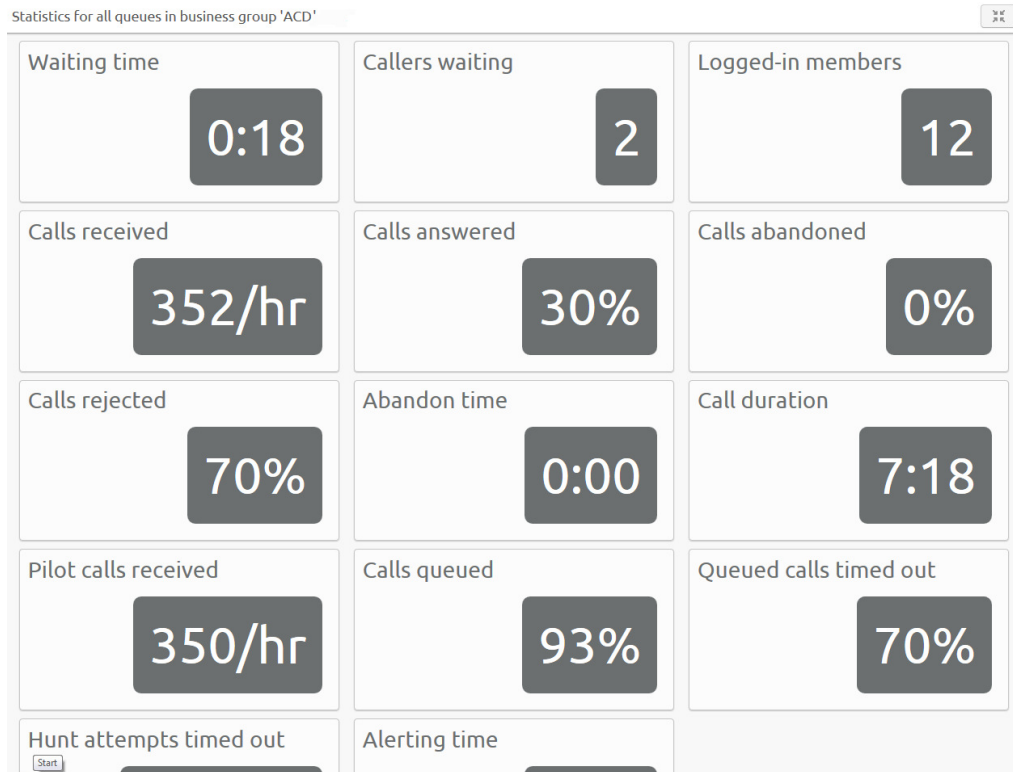 Statistics for all queues in business group 'ACD'
Waiting time
0:18
Callers waiting
2
Logged-in members
12
Calls received
352/hr
Calls answered
30%
Calls abandoned
0%
Calls rejected
70%
Abandon time
0:00
Call duration
7:18
Pilot calls received
350/hr
Calls queued
93%
Queued calls timed out
70%
Hunt attempts timed out
Alerting time
Start